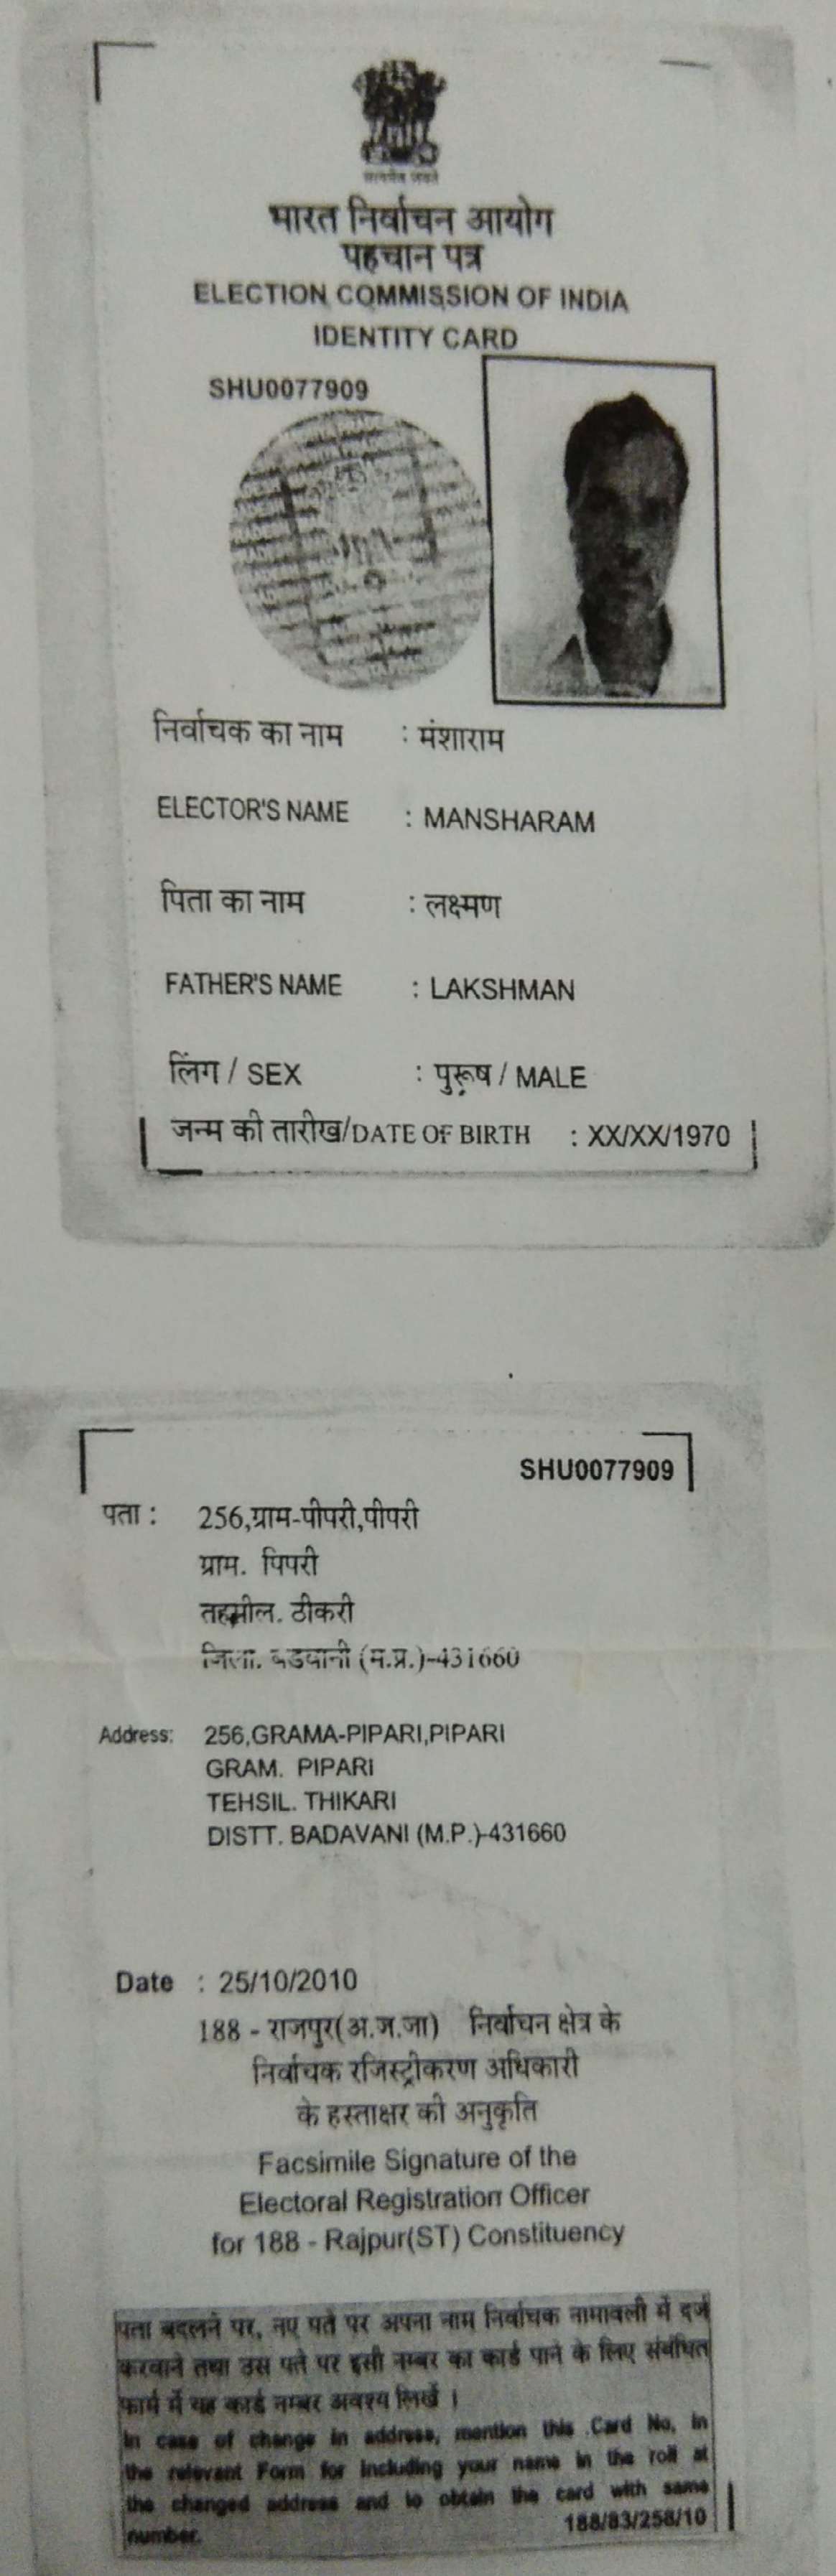 सत्यमेव जयते
भारत निर्वाचन आयोग
पहचान पत्र
ELECTION COMMISSION OF INDIA
IDENTITY CARD
SHU0077909
निर्वाचक का नाम : मंशाराम
ELECTOR'S NAME : MANSHARAM
पिता का नाम : लक्ष्मण
FATHER'S NAME : LAKSHMAN
लिंग / SEX : पुरूष / MALE
जन्म की तारीख/DATE OF BIRTH : XX/XX/1970
SHU0077909
पता : 256,ग्राम-पीपरी,पीपरी
ग्राम. पिपरी
तहसील. ठीकरी
जिला. बडवानी (म.प्र.)-431660
Address: 256,GRAMA-PIPARI,PIPARI
GRAM. PIPARI
TEHSIL. THIKARI
DISTT. BADAVANI (M.P.)-431660
Date : 25/10/2010
188 - राजपुर(अ.ज.जा) निर्वाचन क्षेत्र के
निर्वाचक रजिस्ट्रीकरण अधिकारी
के हस्ताक्षर की अनुकृति
Facsimile Signature of the
Electoral Registration Officer
for 188 - Rajpur(ST) Constituency
पता बदलने पर, नए पते पर अपना नाम निर्वाचक नामावली में दर्ज
करवाने तथा उस पते पर इसी नम्बर का कार्ड पाने के लिए संबंधित
फार्म में यह कार्ड नम्बर अवश्य लिखें ।
In case of change in address, mention this Card No. in
the relevant Form for including your name in the roll at
the changed address and to obtain the card with same
number. 188/83/258/10